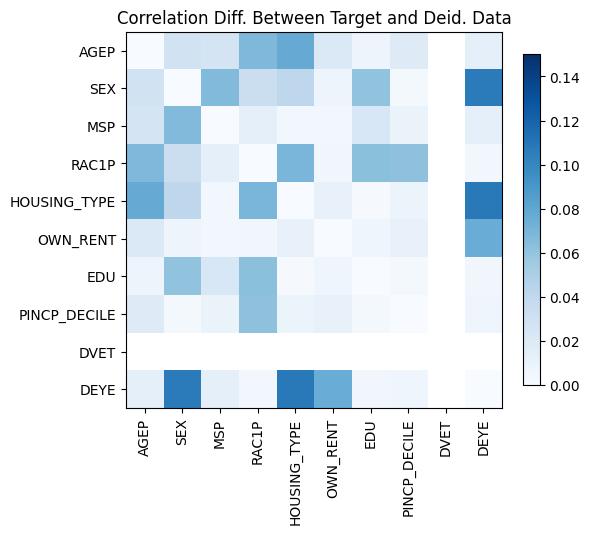 Correlation Diff. Between Target and Deid. Data
AGEP
SEX
MSP
RAC1P
HOUSING_TYPE
OWN_RENT
EDU
PINCP_DECILE
DVET
DEYE
AGEP
SEX
MSP
RAC1P
HOUSING_TYPE
OWN_RENT
EDU
PINCP_DECILE
DVET
DEYE
0.14
0.12
0.10
0.08
0.06
0.04
0.02
0.00